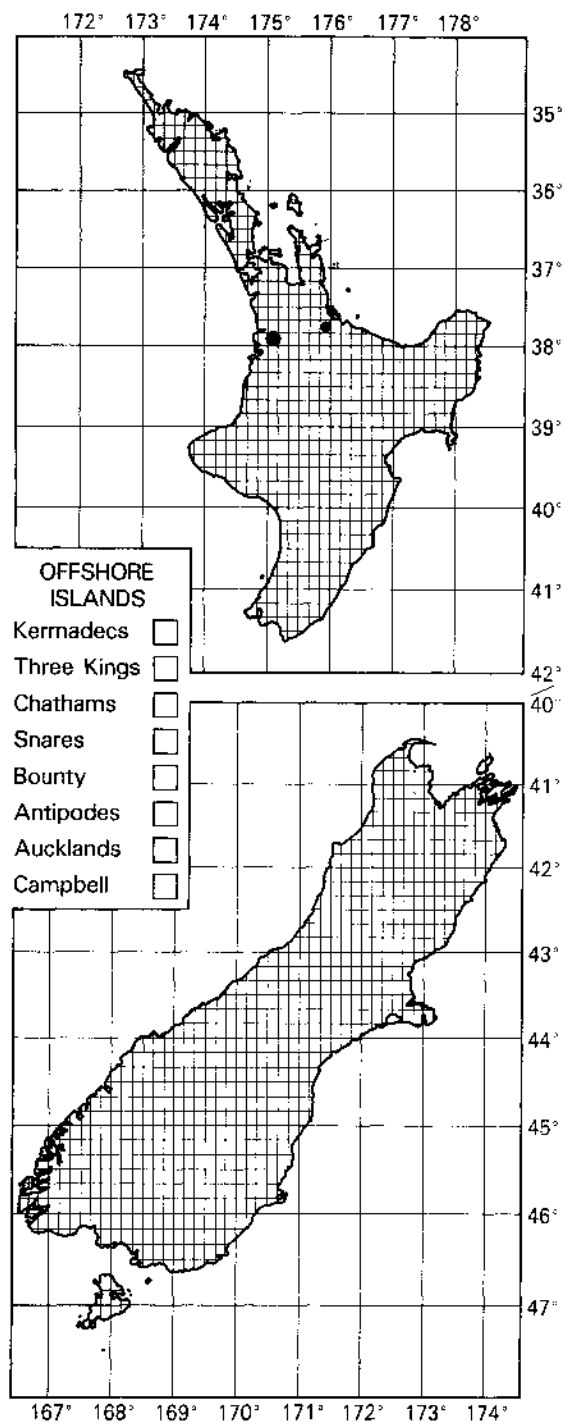 172° 173° 174° 175° 176° 177° 178°
35°
36°
37°
38°
39°
40°
41°
42°
OFFSHORE
ISLANDS
Kermadecs
Three Kings
Chathams
Snares
Bounty
Antipodes
Aucklands
Campbell
40°
41°
42°
43°
44°
45°
46°
47°
167° 168° 169° 170° 171° 172° 173° 174°